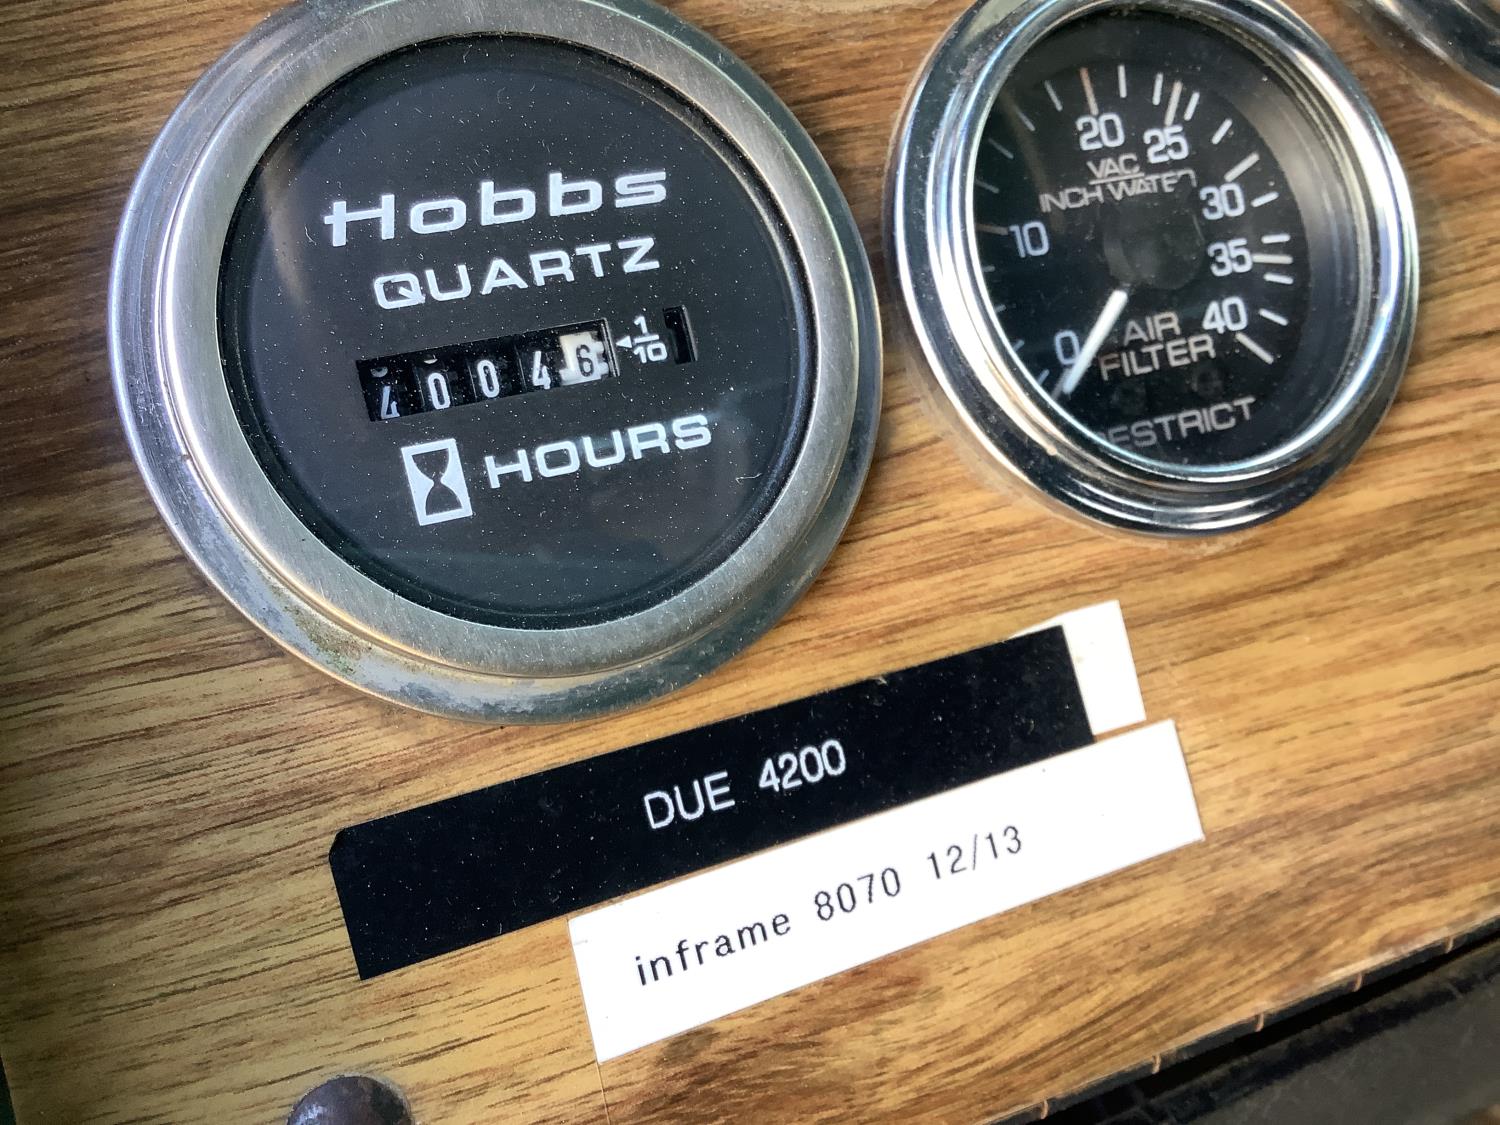 Hobbs
QUARTZ
40046
1/10
HOURS
20 25
VAC
INCH WATER
10
30
35
40
0
AIR
FILTER
RESTRICT
DUE 4200
inframe 8070 12/13